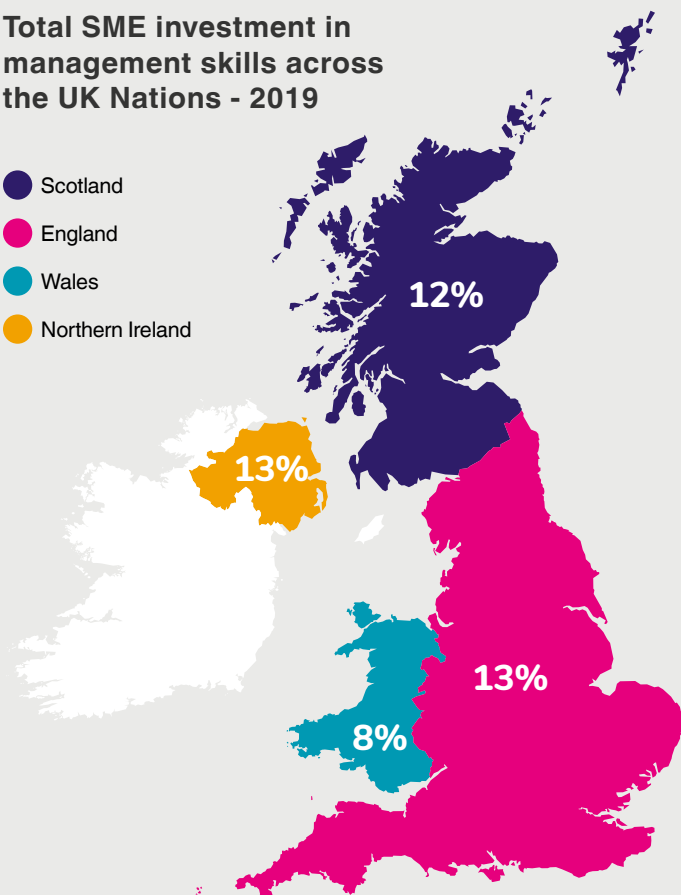 Total SME investment in
management skills across
the UK Nations - 2019
Scotland
England
Wales
Northern Ireland
12%
13%
13%
8%